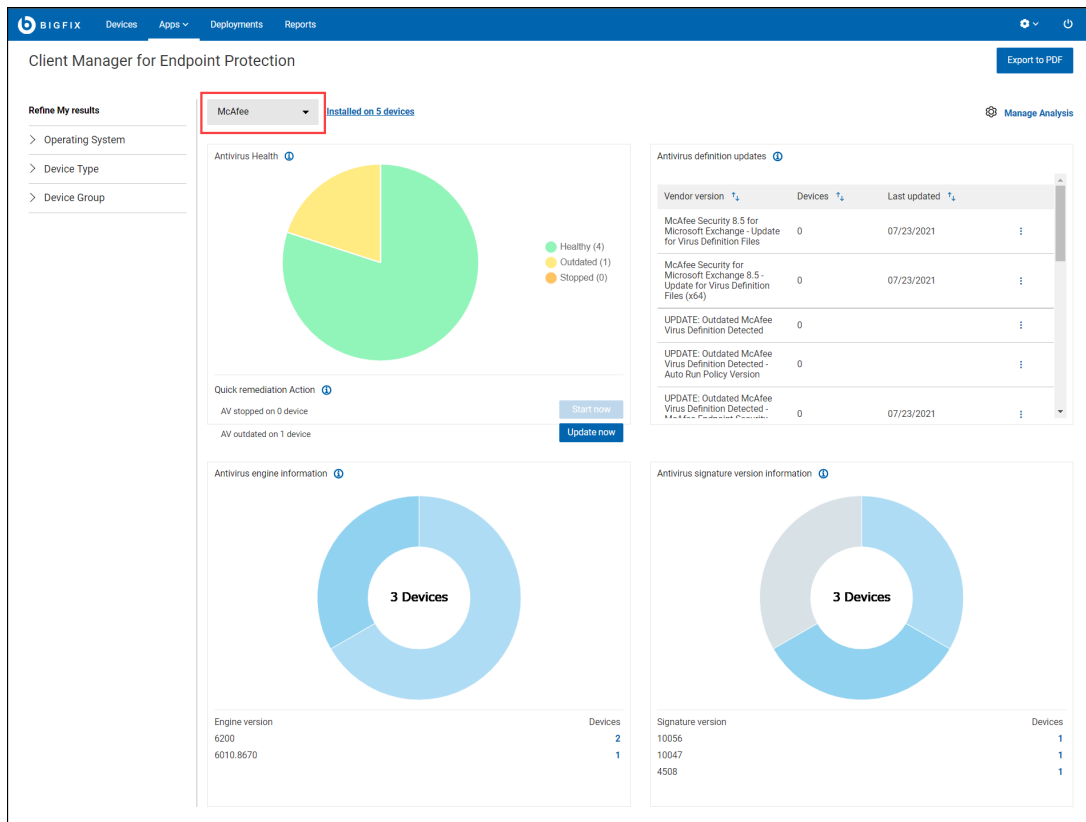 BIGFIX Devices Apps Deployments Reports
Client Manager for Endpoint Protection
Export to PDF
Refine My results
Operating System
Device Type
Device Group
McAfee
Installed on 5 devices
Manage Analysis
Antivirus Health
Healthy (4)
Outdated (1)
Stopped (0)
Quick remediation Action
AV stopped on 0 device
Start now
AV outdated on 1 device
Update now
Antivirus definition updates
Vendor version Devices Last updated
McAfee Security 8.5 for
Microsoft Exchange - Update
for Virus Definition Files
0 07/23/2021
McAfee Security for
Microsoft Exchange 8.5 -
Update for Virus Definition
Files (x64)
0 07/23/2021
UPDATE: Outdated McAfee
Virus Definition Detected
0
UPDATE: Outdated McAfee
Virus Definition Detected -
Auto Run Policy Version
0
UPDATE: Outdated McAfee
Virus Definition Detected -
McAfee Endpoint Security
0 07/23/2021
Antivirus engine information
3 Devices
Engine version Devices
6200 2
6010.8670 1
Antivirus signature version information
3 Devices
Signature version Devices
10056 1
10047 1
4508 1